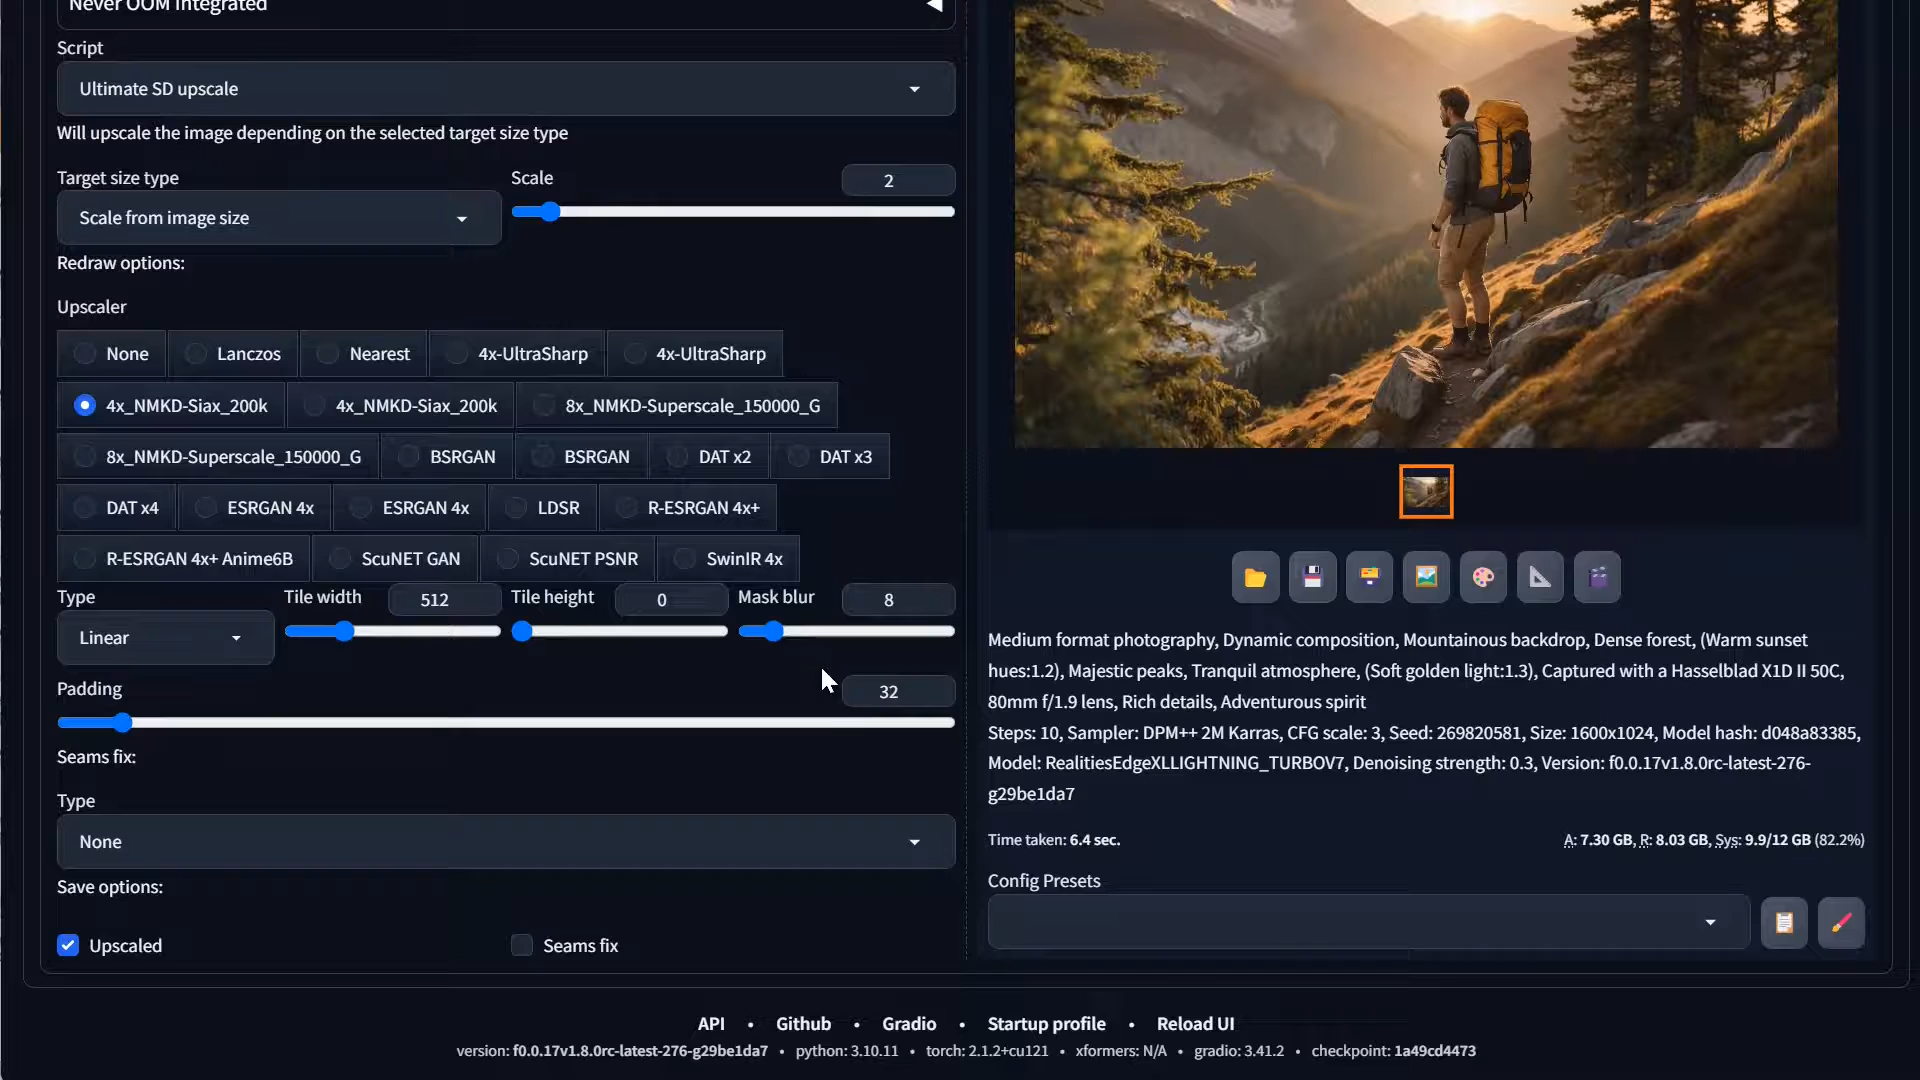 Never OOM Integrated
Script
Ultimate SD upscale
Will upscale the image depending on the selected target size type
Target size type
Scale
2
Scale from image size
Redraw options:
Upscaler
None
Lanczos
Nearest
4x-UltraSharp
4x-UltraSharp
4x_NMKD-Siax_200k
4x_NMKD-Siax_200k
8x_NMKD-Superscale_150000_G
8x_NMKD-Superscale_150000_G
BSRGAN
BSRGAN
DAT x2
DAT x3
DAT x4
ESRGAN 4x
ESRGAN 4x
LDSR
R-ESRGAN 4x+
R-ESRGAN 4x+ Anime6B
ScuNET GAN
ScuNET PSNR
SwinIR 4x
Type
Tile width
512
Tile height
0
Mask blur
8
Linear
Padding
32
Seams fix:
Type
None
Save options:
Upscaled
Seams fix
Medium format photography, Dynamic composition, Mountainous backdrop, Dense forest, (Warm sunset
hues:1.2), Majestic peaks, Tranquil atmosphere, (Soft golden light:1.3), Captured with a Hasselblad X1D II 50C,
80mm f/1.9 lens, Rich details, Adventurous spirit
Steps: 10, Sampler: DPM++ 2M Karras, CFG scale: 3, Seed: 269820581, Size: 1600x1024, Model hash: d048a83385,
Model: RealitiesEdgeXLLIGHTNING_TURBOV7, Denoising strength: 0.3, Version: f0.0.17v1.8.0rc-latest-276-
g29be1da7
Time taken: 6.4 sec.
A: 7.30 GB, R: 8.03 GB, Sys: 9.9/12 GB (82.2%)
Config Presets
API • Github • Gradio • Startup profile • Reload UI
version: f0.0.17v1.8.0rc-latest-276-g29be1da7 • python: 3.10.11 • torch: 2.1.2+cu121 • xformers: N/A • gradio: 3.41.2 • checkpoint: 1a49cd4473